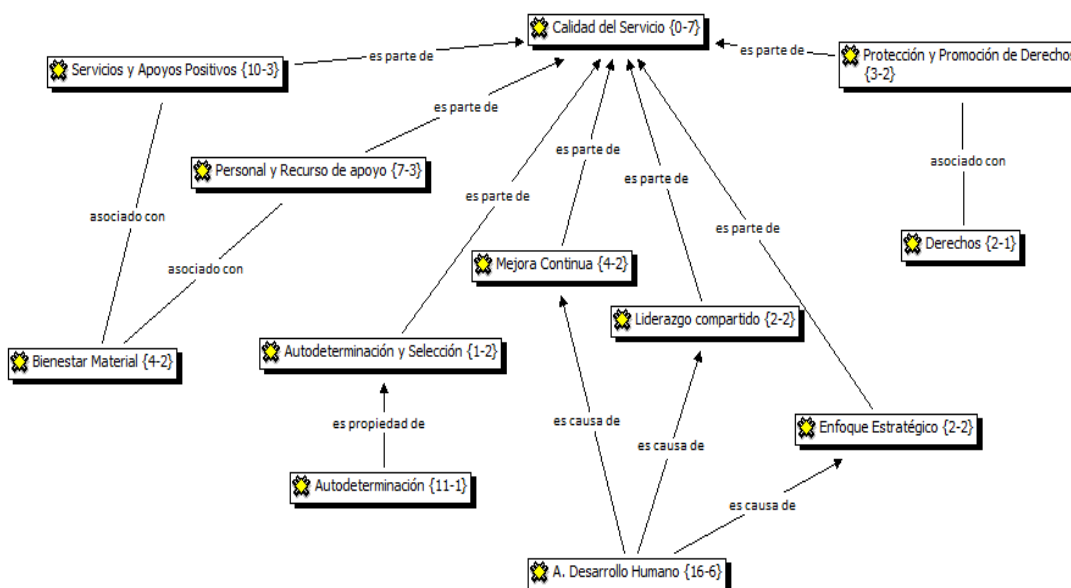 Calidad del Servicio {0-7}
Servicios y Apoyos Positivos {10-3}
es parte de
es parte de
Protección y Promoción de Derechos
{3-2}
es parte de
Personal y Recurso de apoyo {7-3}
es parte de
es parte de
es parte de
asociado con
asociado con
es parte de
Derechos {2-1}
Mejora Continua {4-2}
asociado con
Liderazgo compartido {2-2}
Autodeterminación y Selección {1-2}
Bienestar Material {4-2}
es propiedad de
es causa de
Enfoque Estratégico {2-2}
es causa de
Autodeterminación {11-1}
es causa de
A. Desarrollo Humano {16-6}